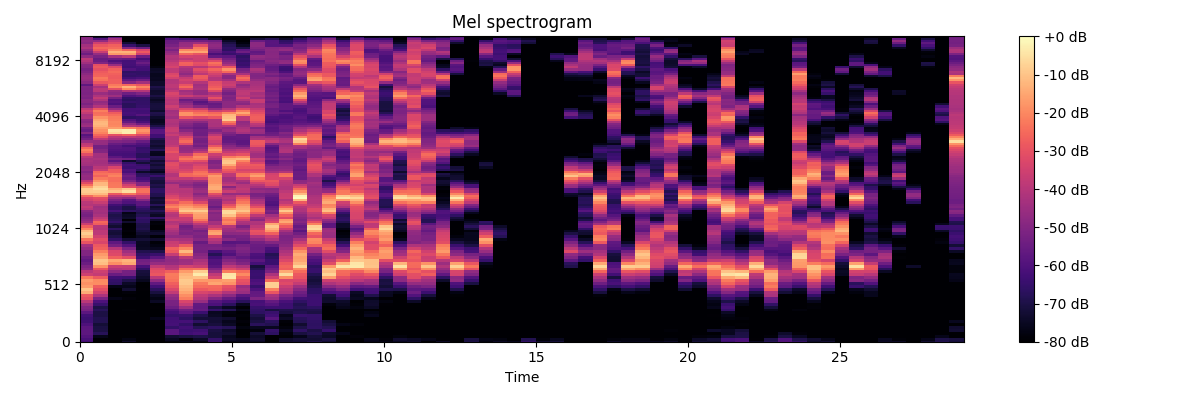 Mel spectrogram
Hz
8192
4096
2048
1024
512
0
0 5 10 15 20 25
Time
+0 dB
-10 dB
-20 dB
-30 dB
-40 dB
-50 dB
-60 dB
-70 dB
-80 dB